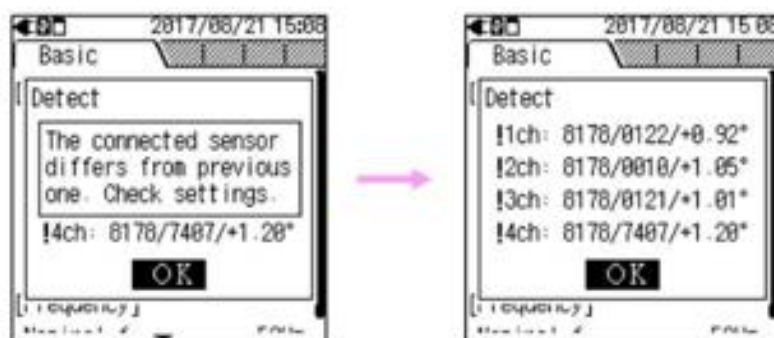 2017/08/21 15:08
Basic
Detect
The connected sensor
differs from previous
one. Check settings.
!4ch: 8178/7407/+1.20°
OK
[Frequency]
2017/08/21 15:08
Basic
Detect
!1ch: 8178/0122/+0.92°
!2ch: 8178/0010/+1.05°
!3ch: 8178/0121/+1.01°
!4ch: 8178/7407/+1.20°
OK
[Frequency]